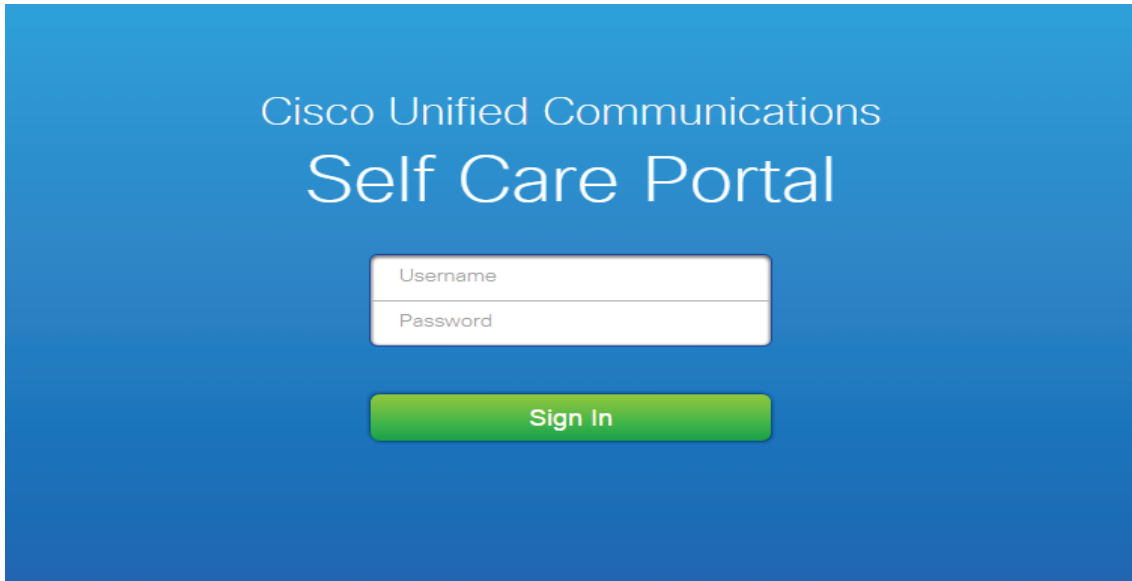 Cisco Unified Communications
Self Care Portal
Username
Password
Sign In